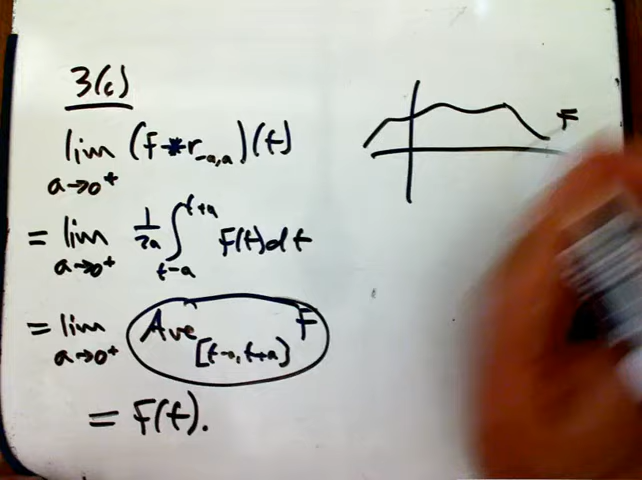 3(c)
lim (f*r_{-a,a})(t)
a→0⁺
= lim 1/2a ∫_{t-a}^{t+a} F(t)dt
a→0⁺
= lim Ave_{[t-a,t+a]} F
a→0⁺
= F(t).
F